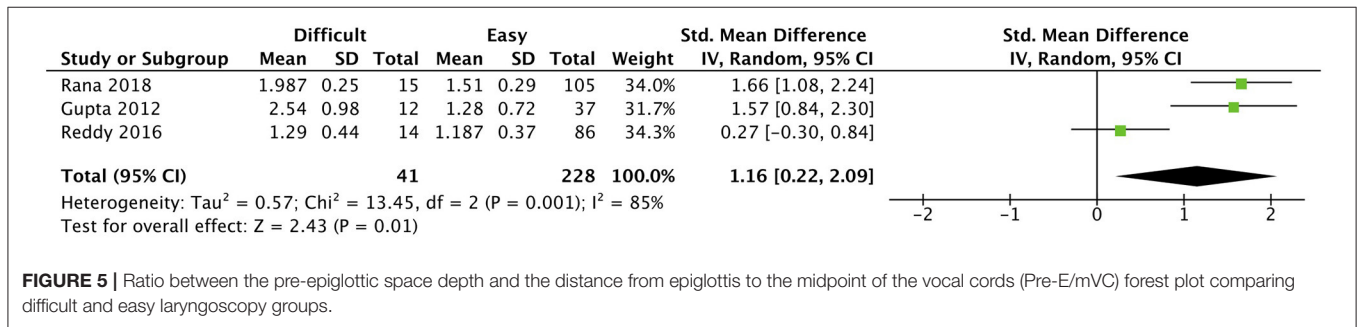 Difficult Easy Std. Mean Difference Std. Mean Difference
Study or Subgroup Mean SD Total Mean SD Total Weight IV, Random, 95% CI IV, Random, 95% CI
Rana 2018 1.987 0.25 15 1.51 0.29 105 34.0% 1.66 [1.08, 2.24]
Gupta 2012 2.54 0.98 12 1.28 0.72 37 31.7% 1.57 [0.84, 2.30]
Reddy 2016 1.29 0.44 14 1.187 0.37 86 34.3% 0.27 [−0.30, 0.84]
Total (95% CI) 41 228 100.0% 1.16 [0.22, 2.09]
Heterogeneity: Tau² = 0.57; Chi² = 13.45, df = 2 (P = 0.001); I² = 85%
Test for overall effect: Z = 2.43 (P = 0.01)
−2 −1 0 1 2
FIGURE 5 | Ratio between the pre-epiglottic space depth and the distance from epiglottis to the midpoint of the vocal cords (Pre-E/mVC) forest plot comparing
difficult and easy laryngoscopy groups.